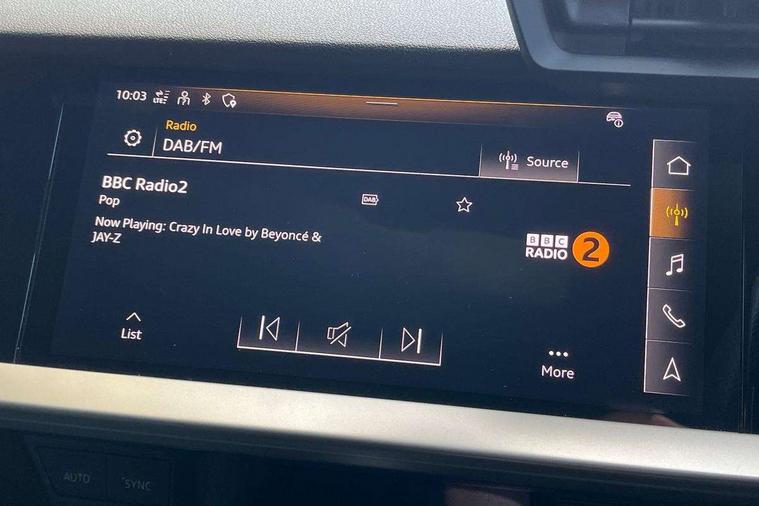 10:03 LTE
Radio
DAB/FM
Source
BBC Radio2
Pop
DAB
Now Playing: Crazy In Love by Beyoncé &
JAY-Z
BBC
RADIO 2
List
More
AUTO
SYNC